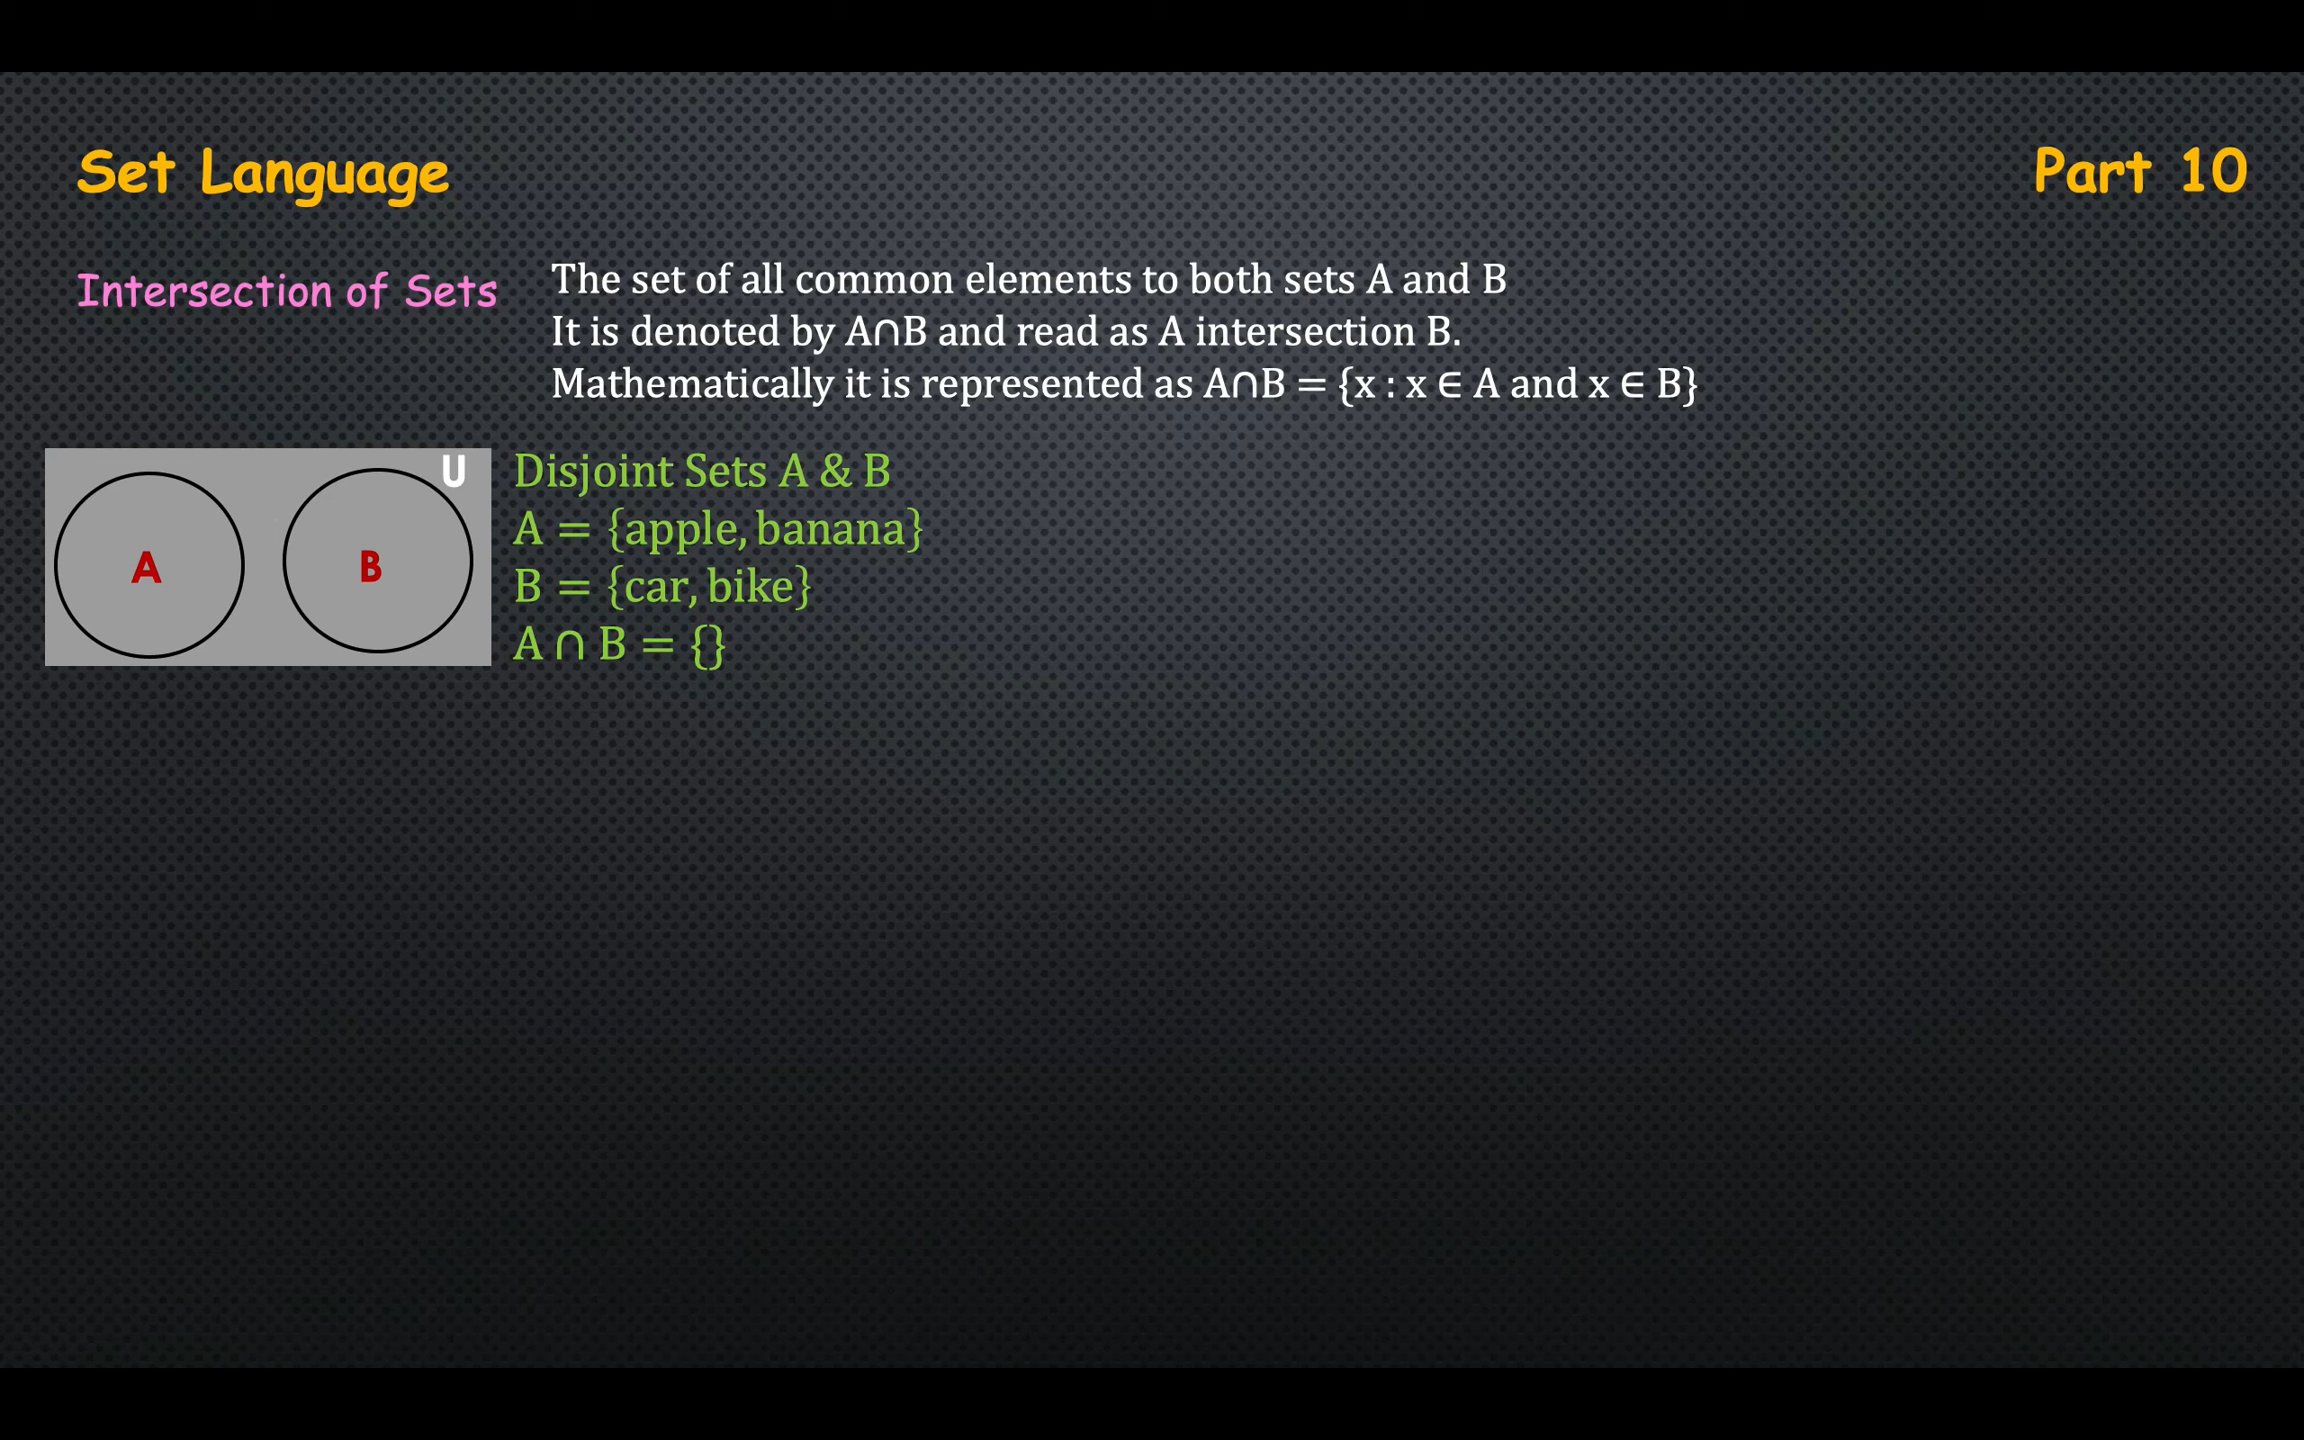 Set Language
Part 10
Intersection of Sets
The set of all common elements to both sets A and B
It is denoted by A∩B and read as A intersection B.
Mathematically it is represented as A∩B = {x : x ∈ A and x ∈ B}
U
A
B
Disjoint Sets A & B
A = {apple, banana}
B = {car, bike}
A ∩ B = {}